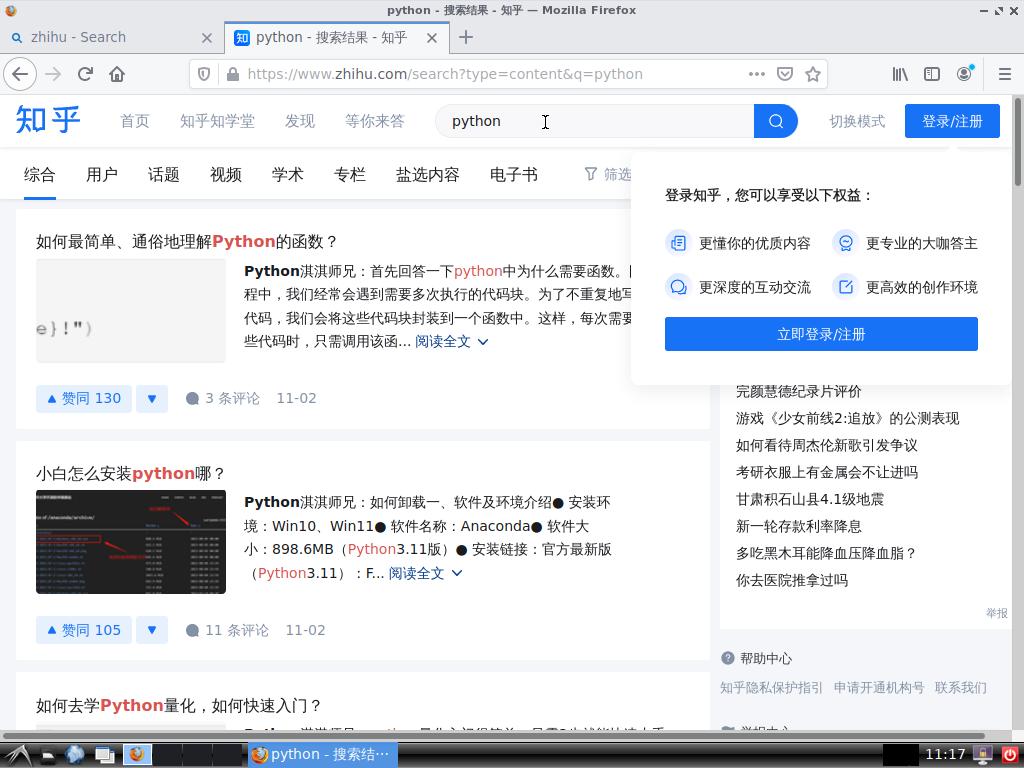 python - 搜索结果 - 知乎 — Mozilla Firefox
zhihu - Search
python - 搜索结果 - 知乎
https://www.zhihu.com/search?type=content&q=python
知乎
首页
知乎知学堂
发现
等你来答
python
切换模式
登录/注册
综合
用户
话题
视频
学术
专栏
盐选内容
电子书
筛选
登录知乎，您可以享受以下权益：
更懂你的优质内容
更专业的大咖答主
更深度的互动交流
更高效的创作环境
立即登录/注册
如何最简单、通俗地理解Python的函数？
e}!")
Python淇淇师兄：首先回答一下python中为什么需要函数。
程中，我们经常会遇到需要多次执行的代码块。为了不重复地写
代码，我们会将这些代码块封装到一个函数中。这样，每次需要
些代码时，只需调用该函... 阅读全文
赞同 130
3 条评论
11-02
小白怎么安装python哪？
Python淇淇师兄：如何卸载一、软件及环境介绍● 安装环
境：Win10、Win11● 软件名称：Anaconda● 软件大
小：898.6MB（Python3.11版）● 安装链接：官方最新版
（Python3.11）：F... 阅读全文
赞同 105
11 条评论
11-02
如何去学Python量化，如何快速入门？
完颜慧德纪录片评价
游戏《少女前线2:追放》的公测表现
如何看待周杰伦新歌引发争议
考研衣服上有金属会不让进吗
甘肃积石山县4.1级地震
新一轮存款利率降息
多吃黑木耳能降血压降血脂？
你去医院推拿过吗
举报
帮助中心
知乎隐私保护指引
申请开通机构号
联系我们
python - 搜索结⋯
11:17